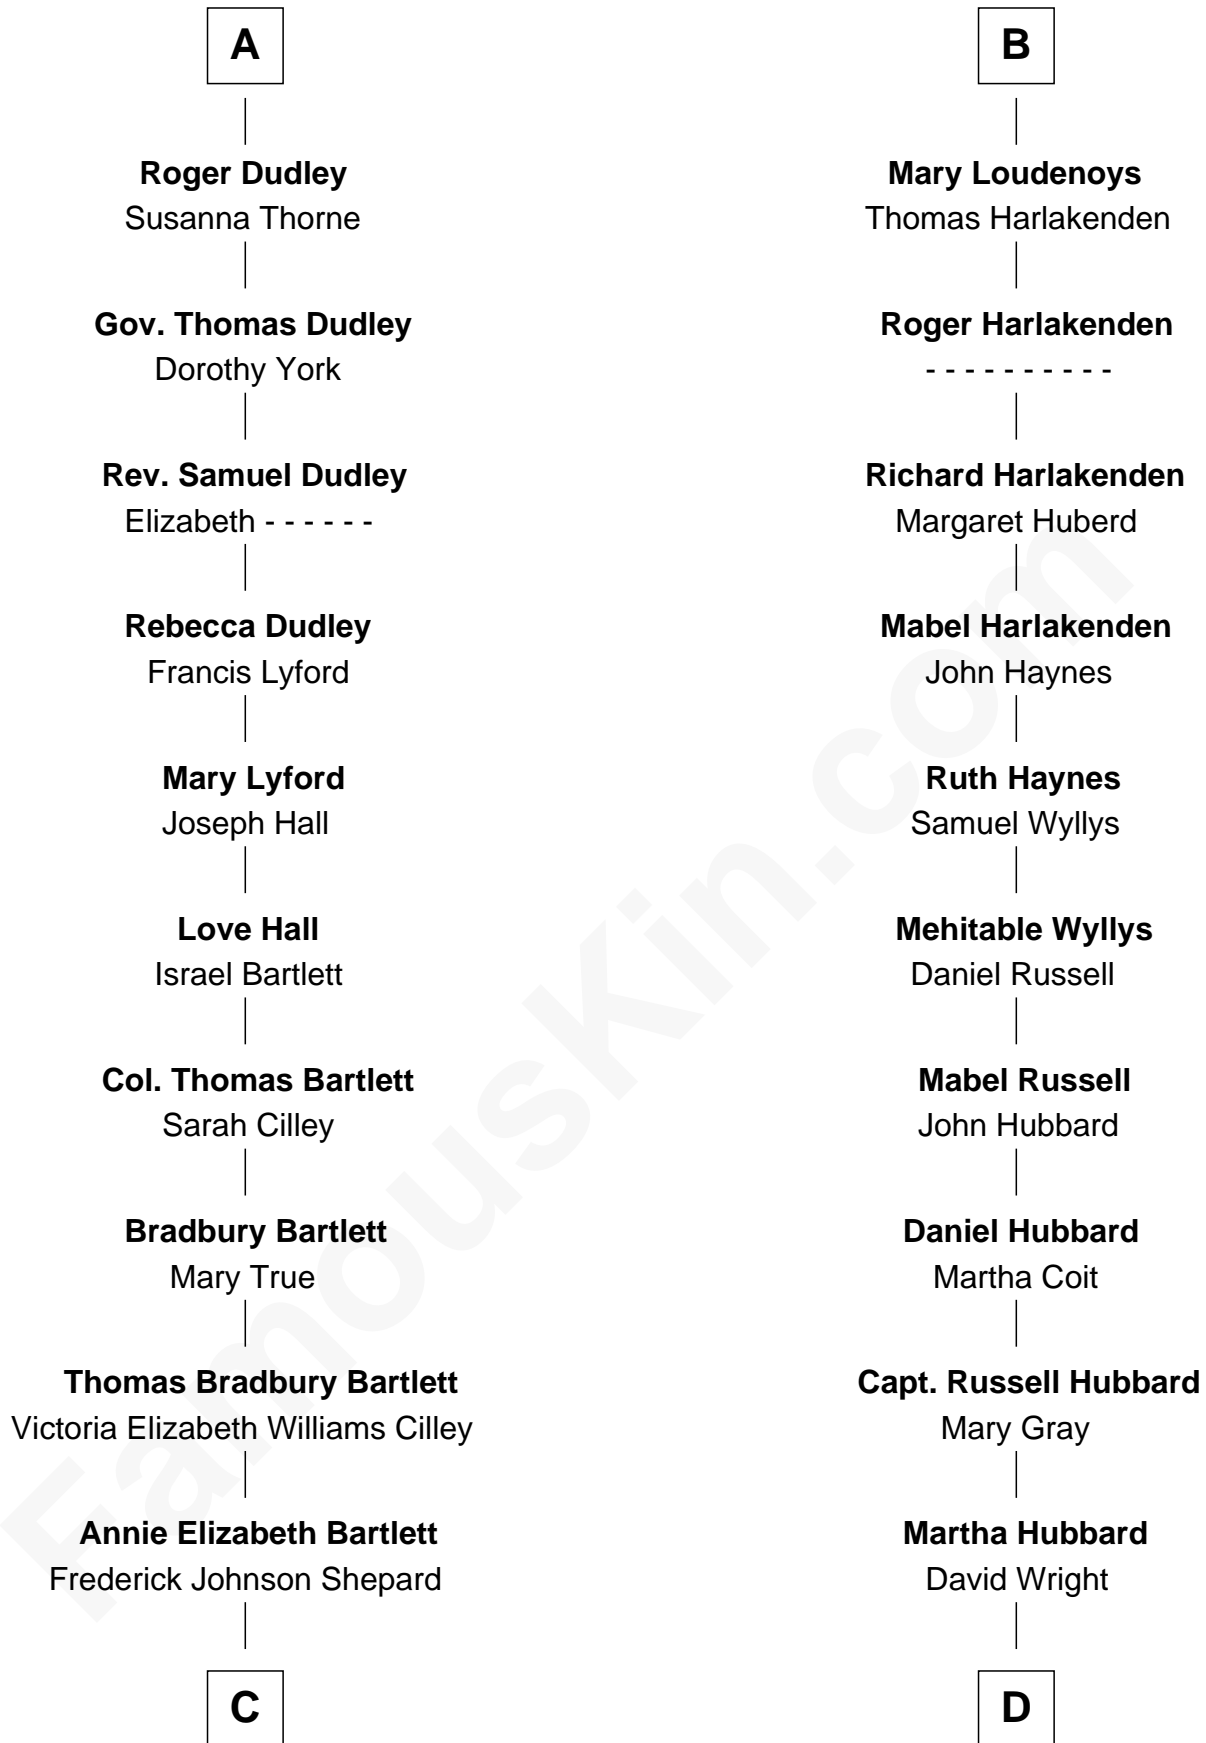 A
Roger Dudley
Susanna Thorne
Gov. Thomas Dudley
Dorothy York
Rev. Samuel Dudley
Elizabeth - - - - - -
Rebecca Dudley
Francis Lyford
Mary Lyford
Joseph Hall
Love Hall
Israel Bartlett
Col. Thomas Bartlett
Sarah Cilley
Bradbury Bartlett
Mary True
Thomas Bradbury Bartlett
Victoria Elizabeth Williams Cilley
Annie Elizabeth Bartlett
Frederick Johnson Shepard
C
B
Mary Loudenoys
Thomas Harlakenden
Roger Harlakenden
- - - - - - - - - -
Richard Harlakenden
Margaret Huberd
Mabel Harlakenden
John Haynes
Ruth Haynes
Samuel Wyllys
Mehitable Wyllys
Daniel Russell
Mabel Russell
John Hubbard
Daniel Hubbard
Martha Coit
Capt. Russell Hubbard
Mary Gray
Martha Hubbard
David Wright
D
FamousKin.com